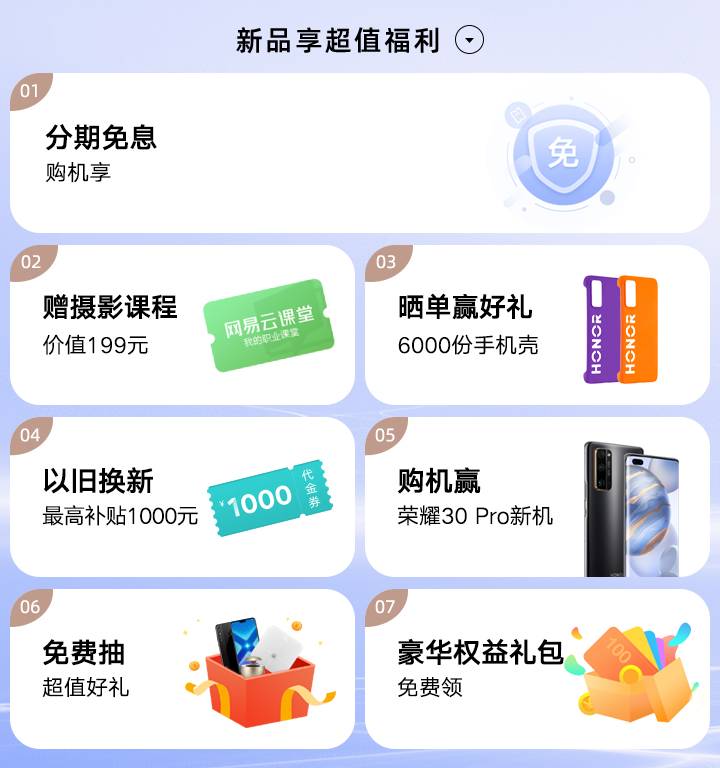 新品享超值福利
01
分期免息
购机享
免
02
赠摄影课程
价值199元
网易云课堂
我的职业课堂
03
晒单赢好礼
6000份手机壳
HONOR
HONOR
04
以旧换新
最高补贴1000元
¥1000
代金券
05
购机赢
荣耀30 Pro新机
06
免费抽
超值好礼
07
豪华权益礼包
免费领
100